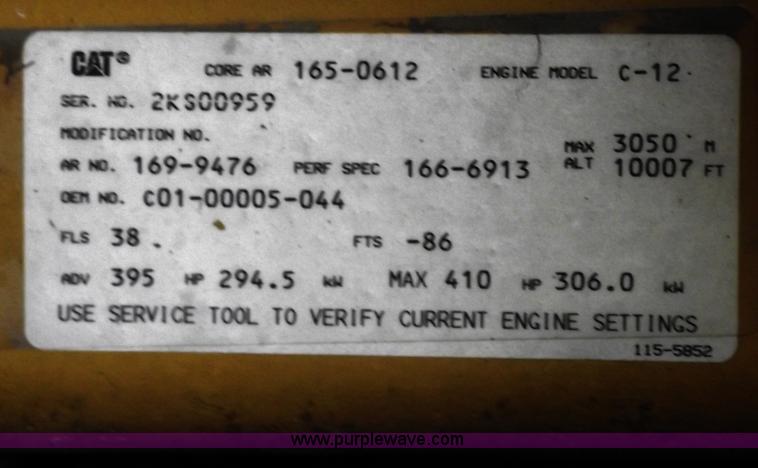 CAT® CORE AR 165-0612 ENGINE MODEL C-12
SER. NO. 2KS00959
MODIFICATION NO.
AR NO. 169-9476 PERF SPEC 166-6913 MAX ALT 3050 M 10007 FT
OEM NO. C01-00005-044
FLS 38 FTS -86
ADV 395 HP 294.5 kW MAX 410 HP 306.0 kW
USE SERVICE TOOL TO VERIFY CURRENT ENGINE SETTINGS
115-5852
www.purplewave.com